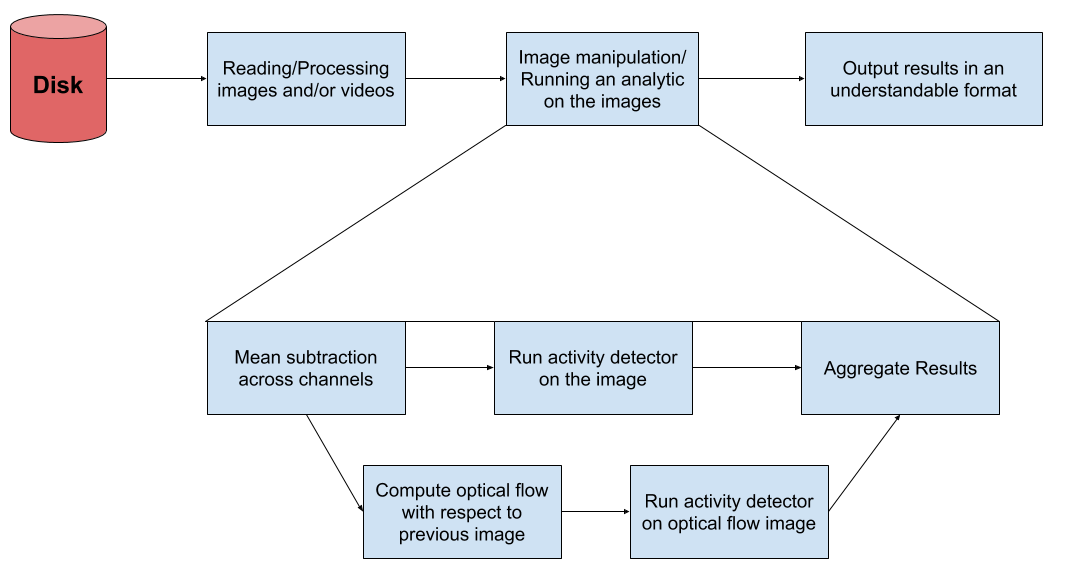 Disk
Reading/Processing
images and/or videos
Image manipulation/
Running an analytic
on the images
Output results in an
understandable format
Mean subtraction
across channels
Run activity detector
on the image
Aggregate Results
Compute optical flow
with respect to
previous image
Run activity detector
on optical flow image